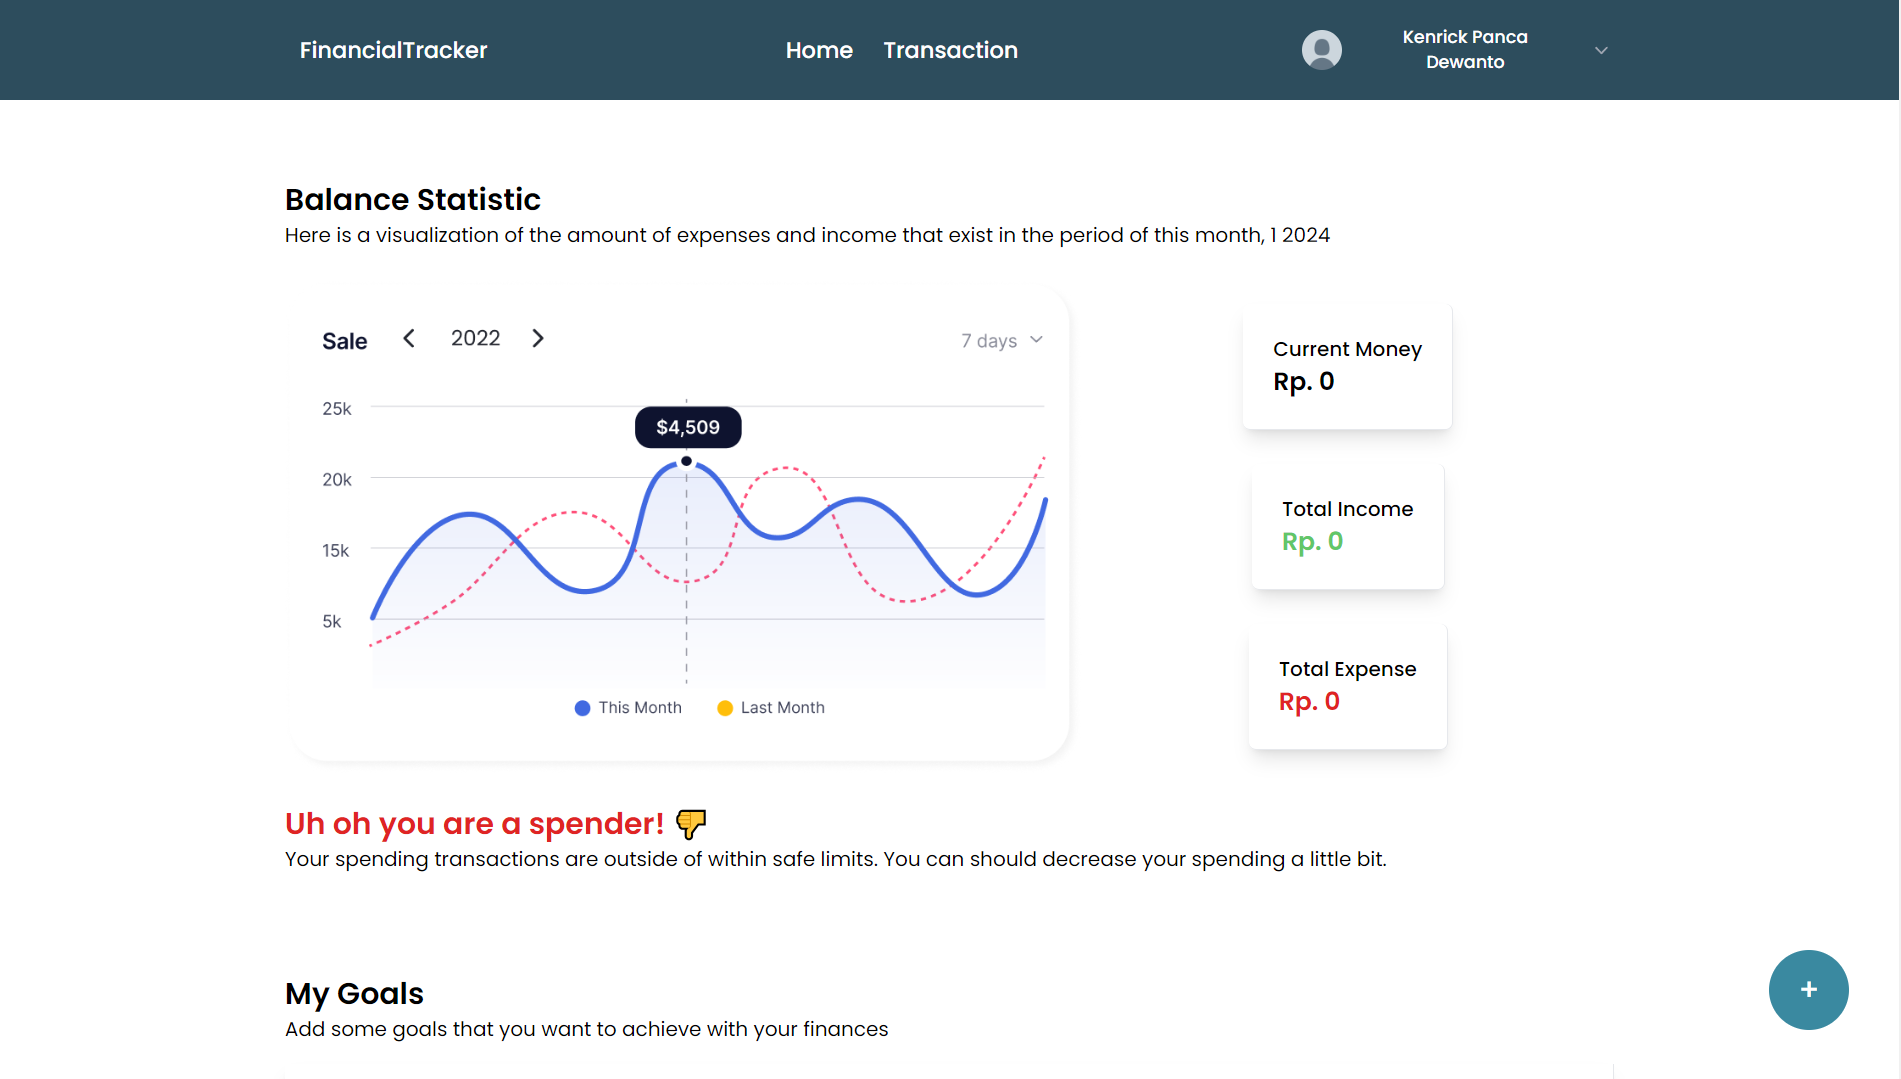 FinancialTracker
Home
Transaction
Kenrick Panca
Dewanto
Balance Statistic
Here is a visualization of the amount of expenses and income that exist in the period of this month, 1 2024
Sale
2022
7 days
25k
20k
15k
5k
$4,509
This Month
Last Month
Current Money
Rp. 0
Total Income
Rp. 0
Total Expense
Rp. 0
Uh oh you are a spender! 👎
Your spending transactions are outside of within safe limits. You can should decrease your spending a little bit.
My Goals
Add some goals that you want to achieve with your finances
+